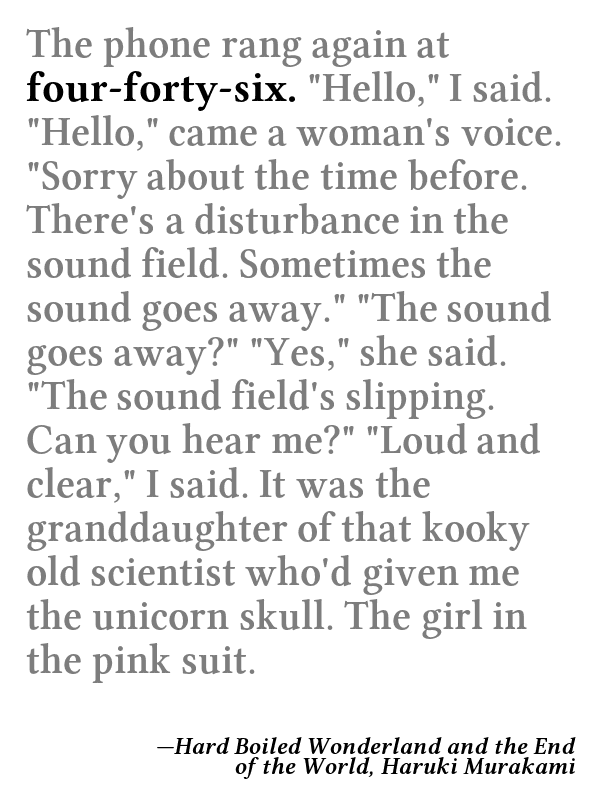 The phone rang again at
four-forty-six. "Hello," I said.
"Hello," came a woman's voice.
"Sorry about the time before.
There's a disturbance in the
sound field. Sometimes the
sound goes away." "The sound
goes away?" "Yes," she said.
"The sound field's slipping.
Can you hear me?" "Loud and
clear," I said. It was the
granddaughter of that kooky
old scientist who'd given me
the unicorn skull. The girl in
the pink suit.
—Hard Boiled Wonderland and the End
of the World, Haruki Murakami